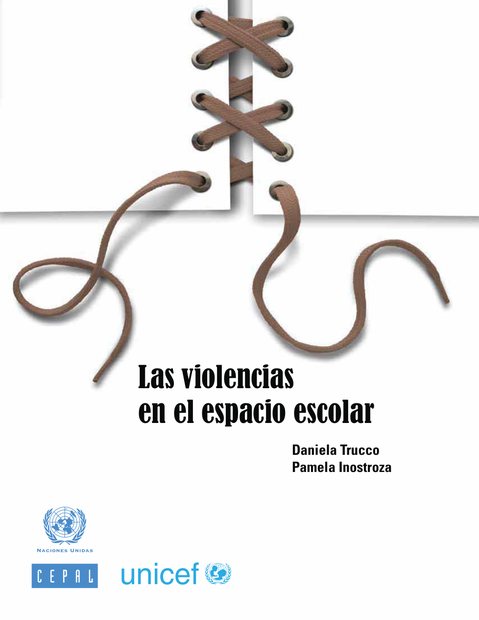 Las violencias
en el espacio escolar
Daniela Trucco
Pamela Inostroza
NACIONES UNIDAS
CEPAL
unicef